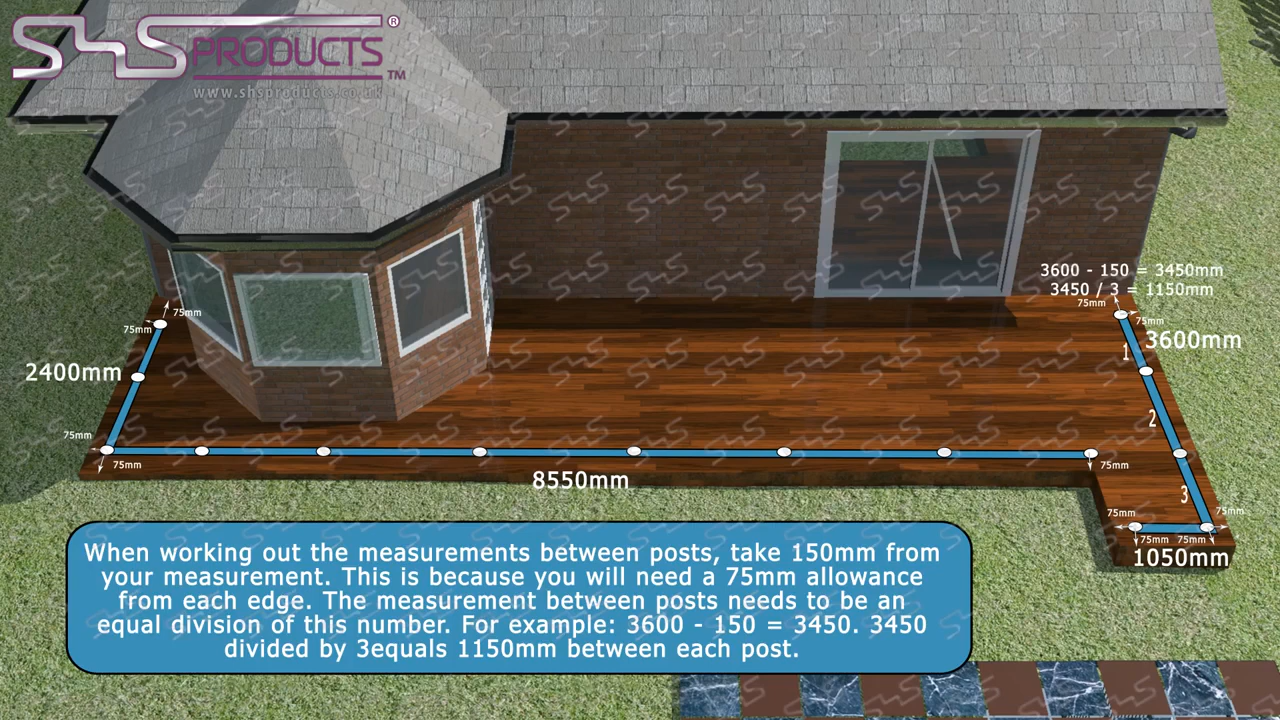 SHS PRODUCTS®
TM
www.shsproducts.co.uk
3600 - 150 = 3450mm
3450 / 3 = 1150mm
75mm
75mm
75mm
75mm
3600mm
1
2400mm
2
75mm
75mm
75mm
8550mm
3
75mm
75mm
75mm 75mm
1050mm
When working out the measurements between posts, take 150mm from
your measurement. This is because you will need a 75mm allowance
from each edge. The measurement between posts needs to be an
equal division of this number. For example: 3600 - 150 = 3450. 3450
divided by 3equals 1150mm between each post.